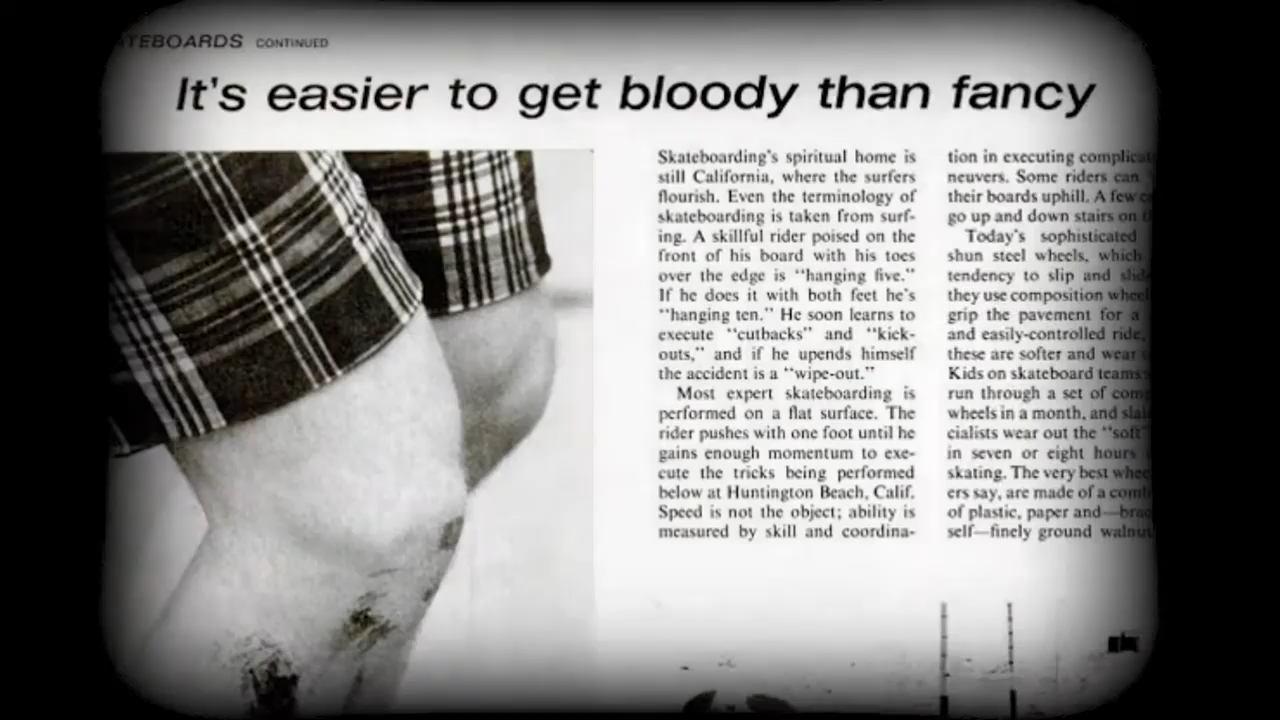 TEBOARDS CONTINUED
It's easier to get bloody than fancy
Skateboarding's spiritual home is
still California, where the surfers
flourish. Even the terminology of
skateboarding is taken from surf-
ing. A skillful rider poised on the
front of his board with his toes
over the edge is "hanging five."
If he does it with both feet he's
"hanging ten." He soon learns to
execute "cutbacks" and "kick-
outs," and if he upends himself
the accident is a "wipe-out."
Most expert skateboarding is
performed on a flat surface. The
rider pushes with one foot until he
gains enough momentum to exe-
cute the tricks being performed
below at Huntington Beach, Calif.
Speed is not the object; ability is
measured by skill and coordina-
tion in executing complicat
neuvers. Some riders can
their boards uphill. A few
go up and down stairs on
Today's sophisticated
shun steel wheels, which
tendency to slip and slid
they use composition wheel
grip the pavement for a
and easily-controlled ride,
these are softer and wear
Kids on skateboard teams
run through a set of com
wheels in a month, and slal
cialists wear out the "soft"
in seven or eight hours
skating. The very best whee
ers say, are made of a com
of plastic, paper and—brac
self—finely ground walnut